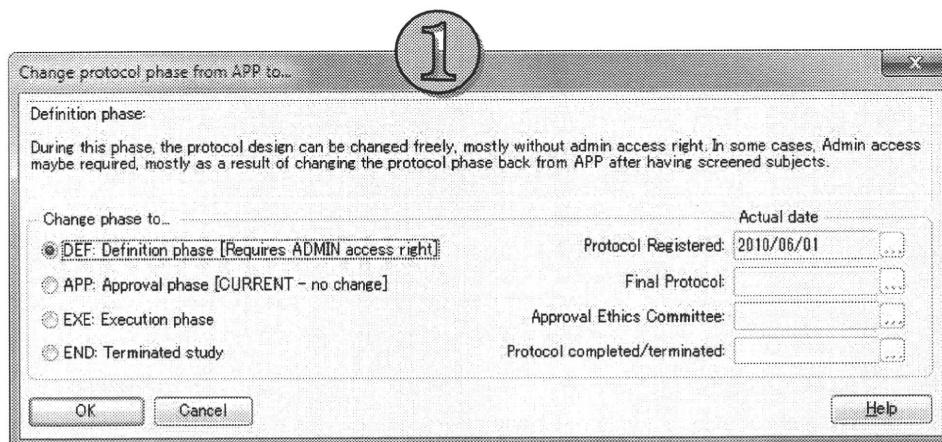 1
Change protocol phase from APP to...
Definition phase:
During this phase, the protocol design can be changed freely, mostly without admin access right. In some cases, Admin access
maybe required, mostly as a result of changing the protocol phase back from APP after having screened subjects.
Change phase to...
Actual date
DEF: Definition phase [Requires ADMIN access right]
Protocol Registered: 2010/06/01 ...
APP: Approval phase [CURRENT - no change]
Final Protocol: ...
EXE: Execution phase
Approval Ethics Committee: ...
END: Terminated study
Protocol completed/terminated: ...
OK Cancel Help